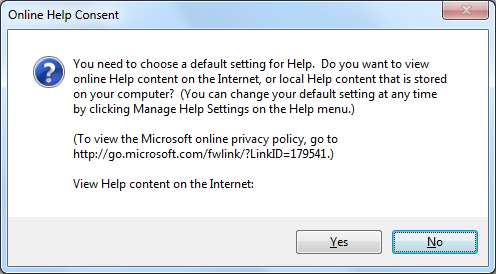 Online Help Consent
You need to choose a default setting for Help.  Do you want to view
online Help content on the Internet, or local Help content that is stored
on your computer?  (You can change your default setting at any time
by clicking Manage Help Settings on the Help menu.)
(To view the Microsoft online privacy policy, go to
http://go.microsoft.com/fwlink/?LinkID=179541.)
View Help content on the Internet:
Yes
No